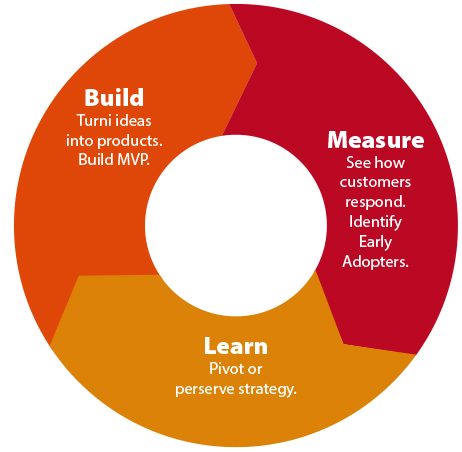 Build
Turni ideas
into products.
Build MVP.
Measure
See how
customers
respond.
Identify
Early
Adopters.
Learn
Pivot or
perserve strategy.